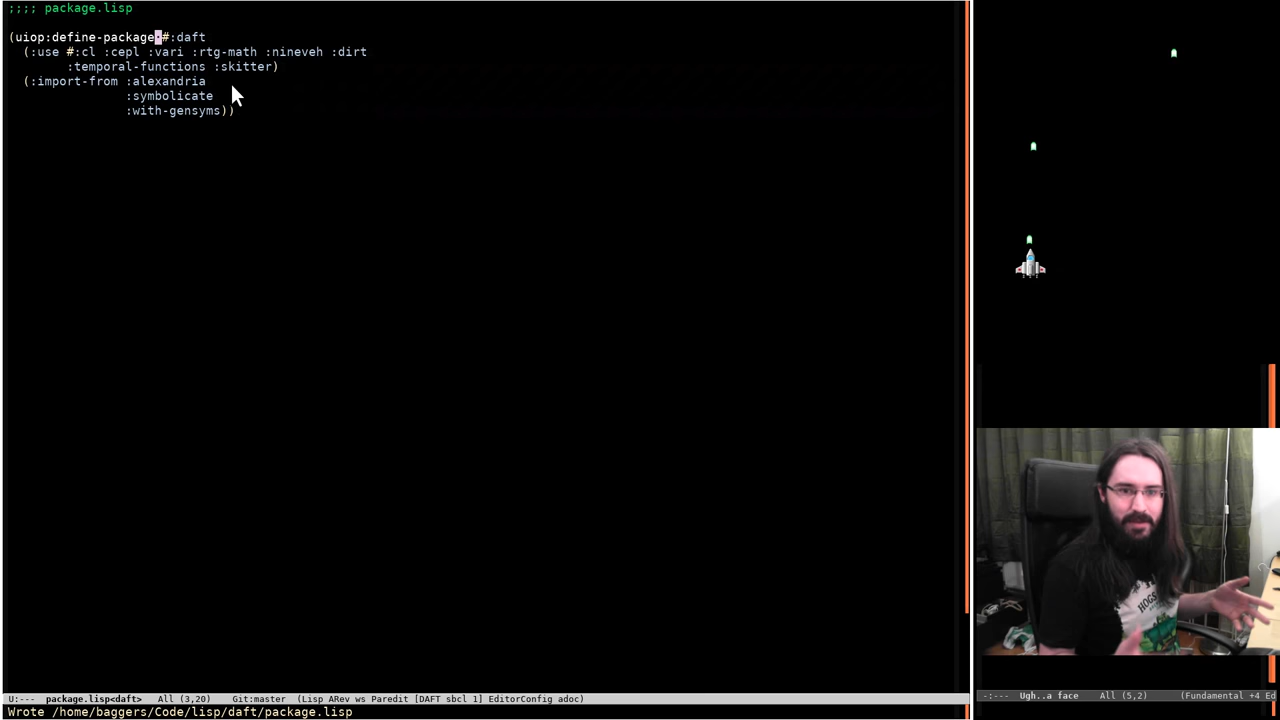 ;;;; package.lisp
(uiop:define-package #:daft
(:use #:cl :cepl :vari :rtg-math :nineveh :dirt
:temporal-functions :skitter)
(:import-from :alexandria
:symbolicate
:with-gensyms))
HOGS
U:--- package.lisp<daft> All (3,20) Git:master (Lisp ARev ws Paredit [DAFT sbcl 1] EditorConfig adoc)
-:--- Ugh..a face All (5,2) (Fundamental +4 Ed
Wrote /home/baggers/Code/lisp/daft/package.lisp